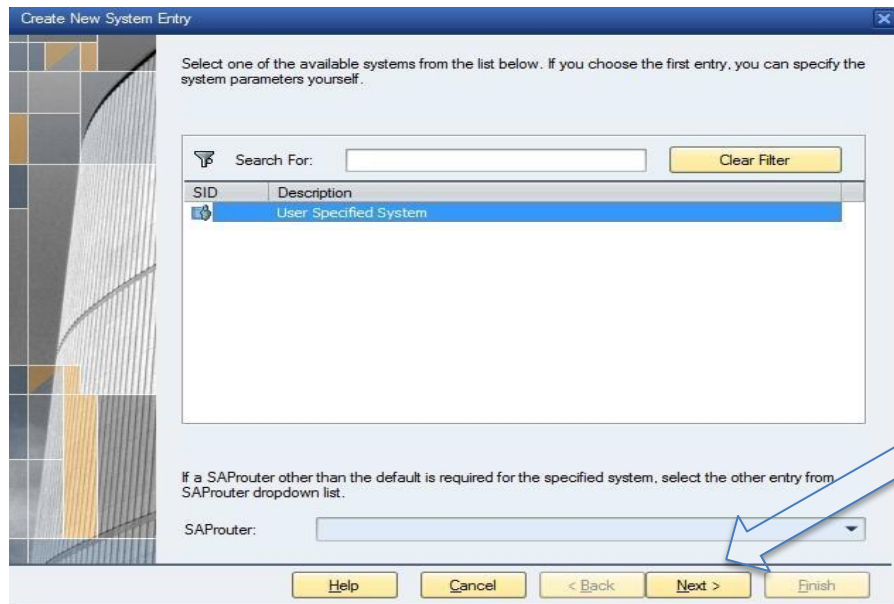 Create New System Entry
Select one of the available systems from the list below. If you choose the first entry, you can specify the
system parameters yourself.
Search For:
Clear Filter
SID Description
User Specified System
If a SAProuter other than the default is required for the specified system, select the other entry from
SAProuter dropdown list.
SAProuter:
Help Cancel < Back Next > Finish